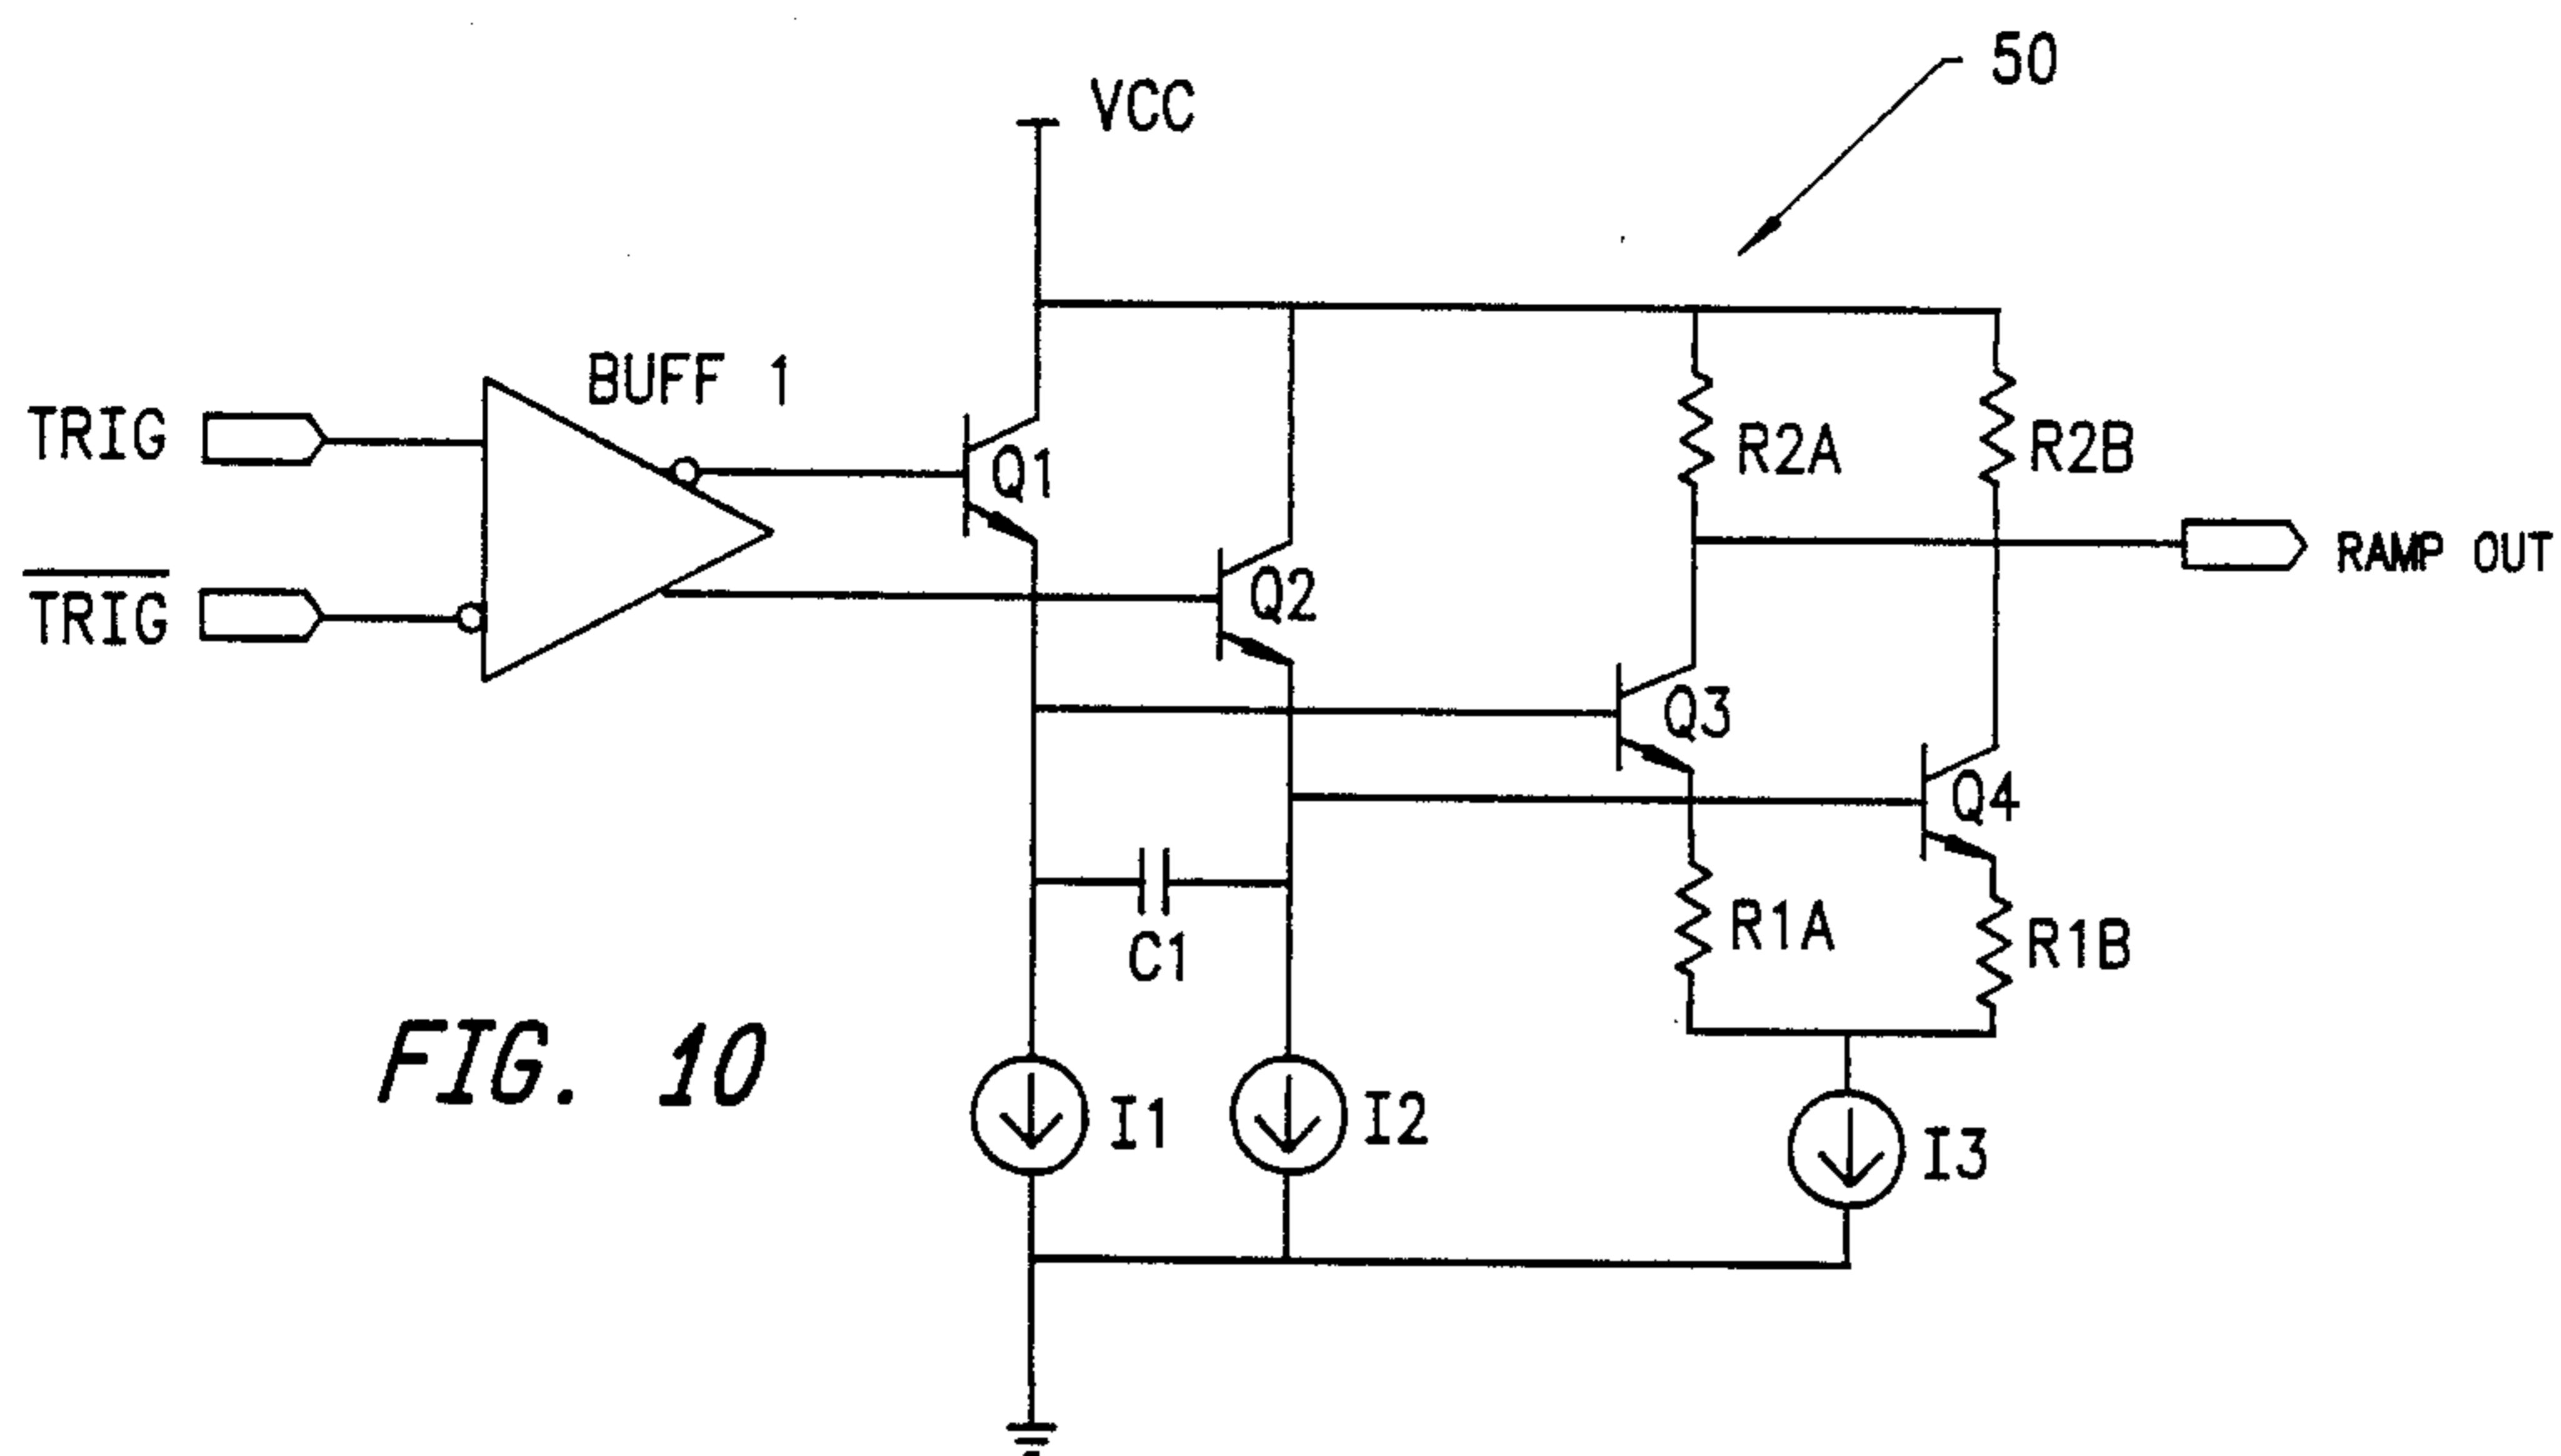 50
VCC
BUFF 1
TRIG
T̅R̅I̅G̅
Q1
Q2
R2A
R2B
RAMP OUT
Q3
Q4
C1
R1A
R1B
I1
I2
I3
FIG. 10